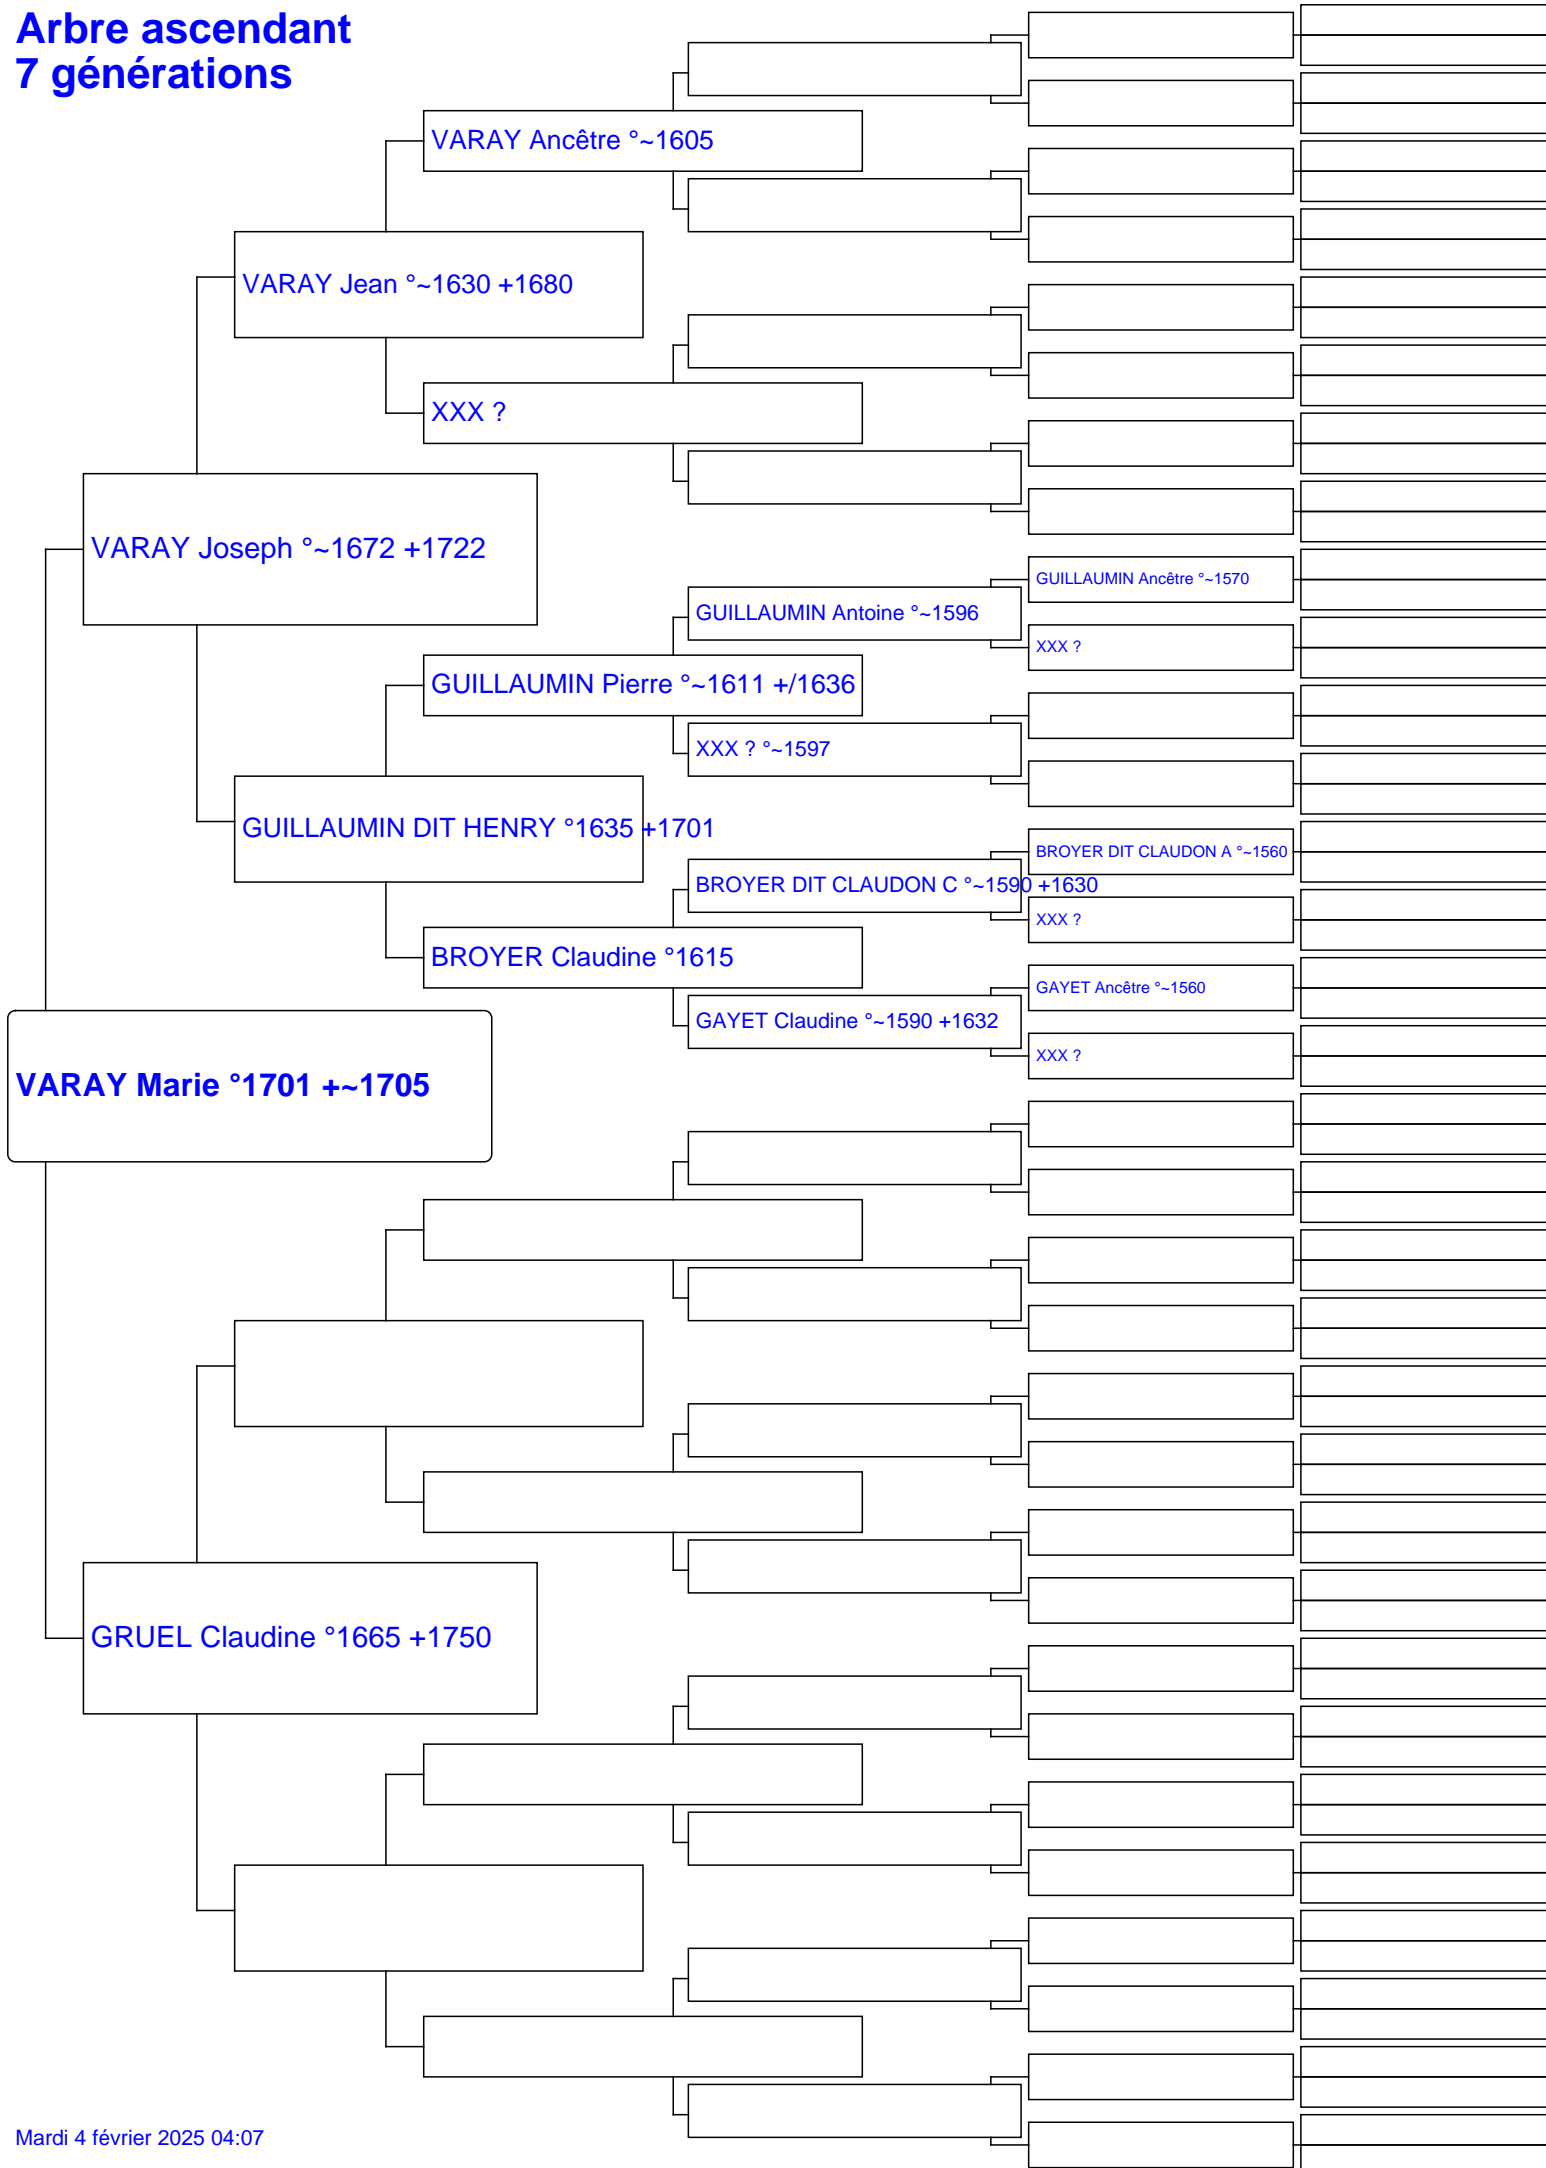 Arbre ascendant
7 générations
VARAY Ancêtre °~1605
VARAY Jean °~1630 +1680
XXX ?
VARAY Joseph °~1672 +1722
GUILLAUMIN Ancêtre °~1570
GUILLAUMIN Antoine °~1596
XXX ?
GUILLAUMIN Pierre °~1611 +/1636
XXX ? °~1597
GUILLAUMIN DIT HENRY °1635 +1701
BROYER DIT CLAUDON A °~1560
BROYER DIT CLAUDON C °~1590 +1630
XXX ?
BROYER Claudine °1615
GAYET Ancêtre °~1560
GAYET Claudine °~1590 +1632
XXX ?
VARAY Marie °1701 +~1705
GRUEL Claudine °1665 +1750
Mardi 4 février 2025 04:07